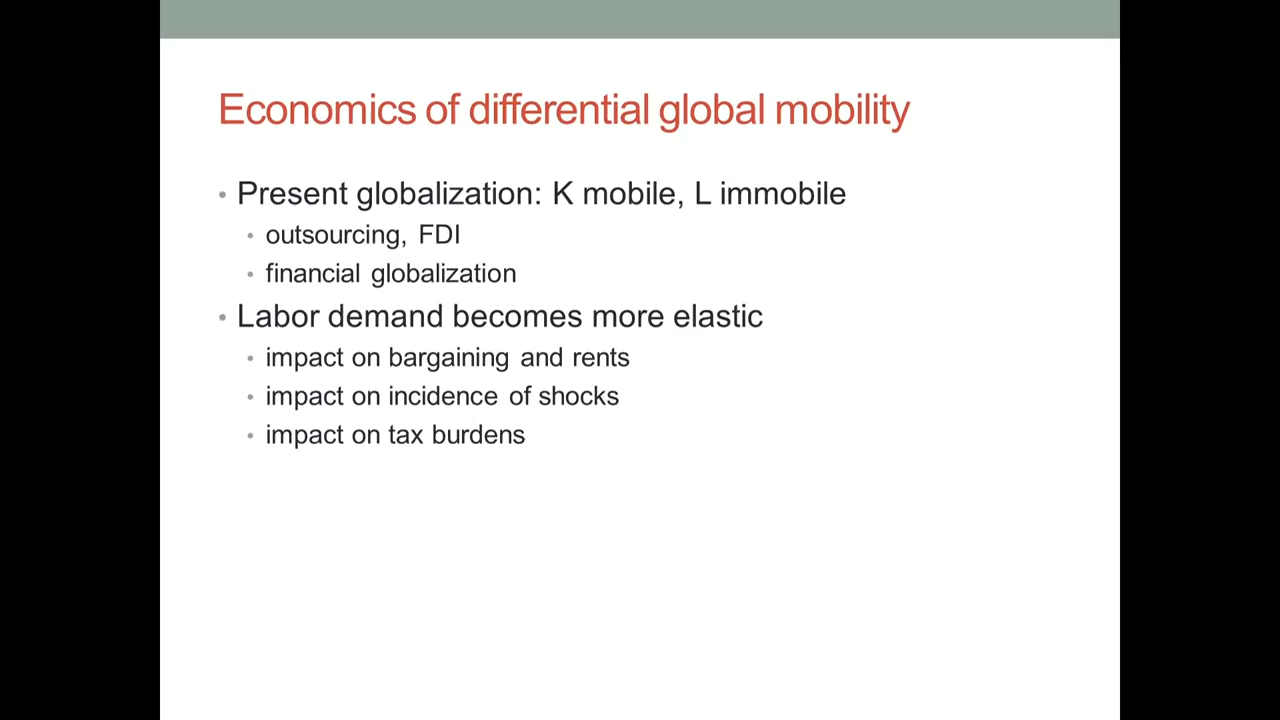 Economics of differential global mobility
• Present globalization: K mobile, L immobile
• outsourcing, FDI
• financial globalization
• Labor demand becomes more elastic
• impact on bargaining and rents
• impact on incidence of shocks
• impact on tax burdens